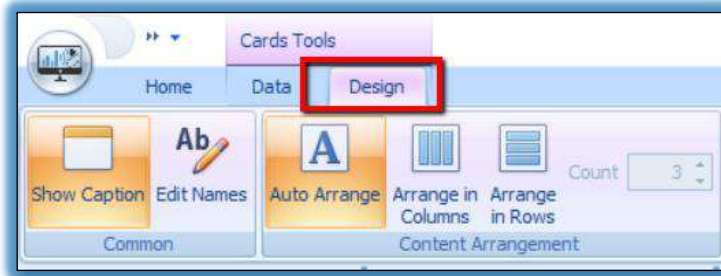 Cards Tools
Home Data Design
Ab
A
Show Caption Edit Names Auto Arrange Arrange in Columns Arrange in Rows Count 3
Common Content Arrangement